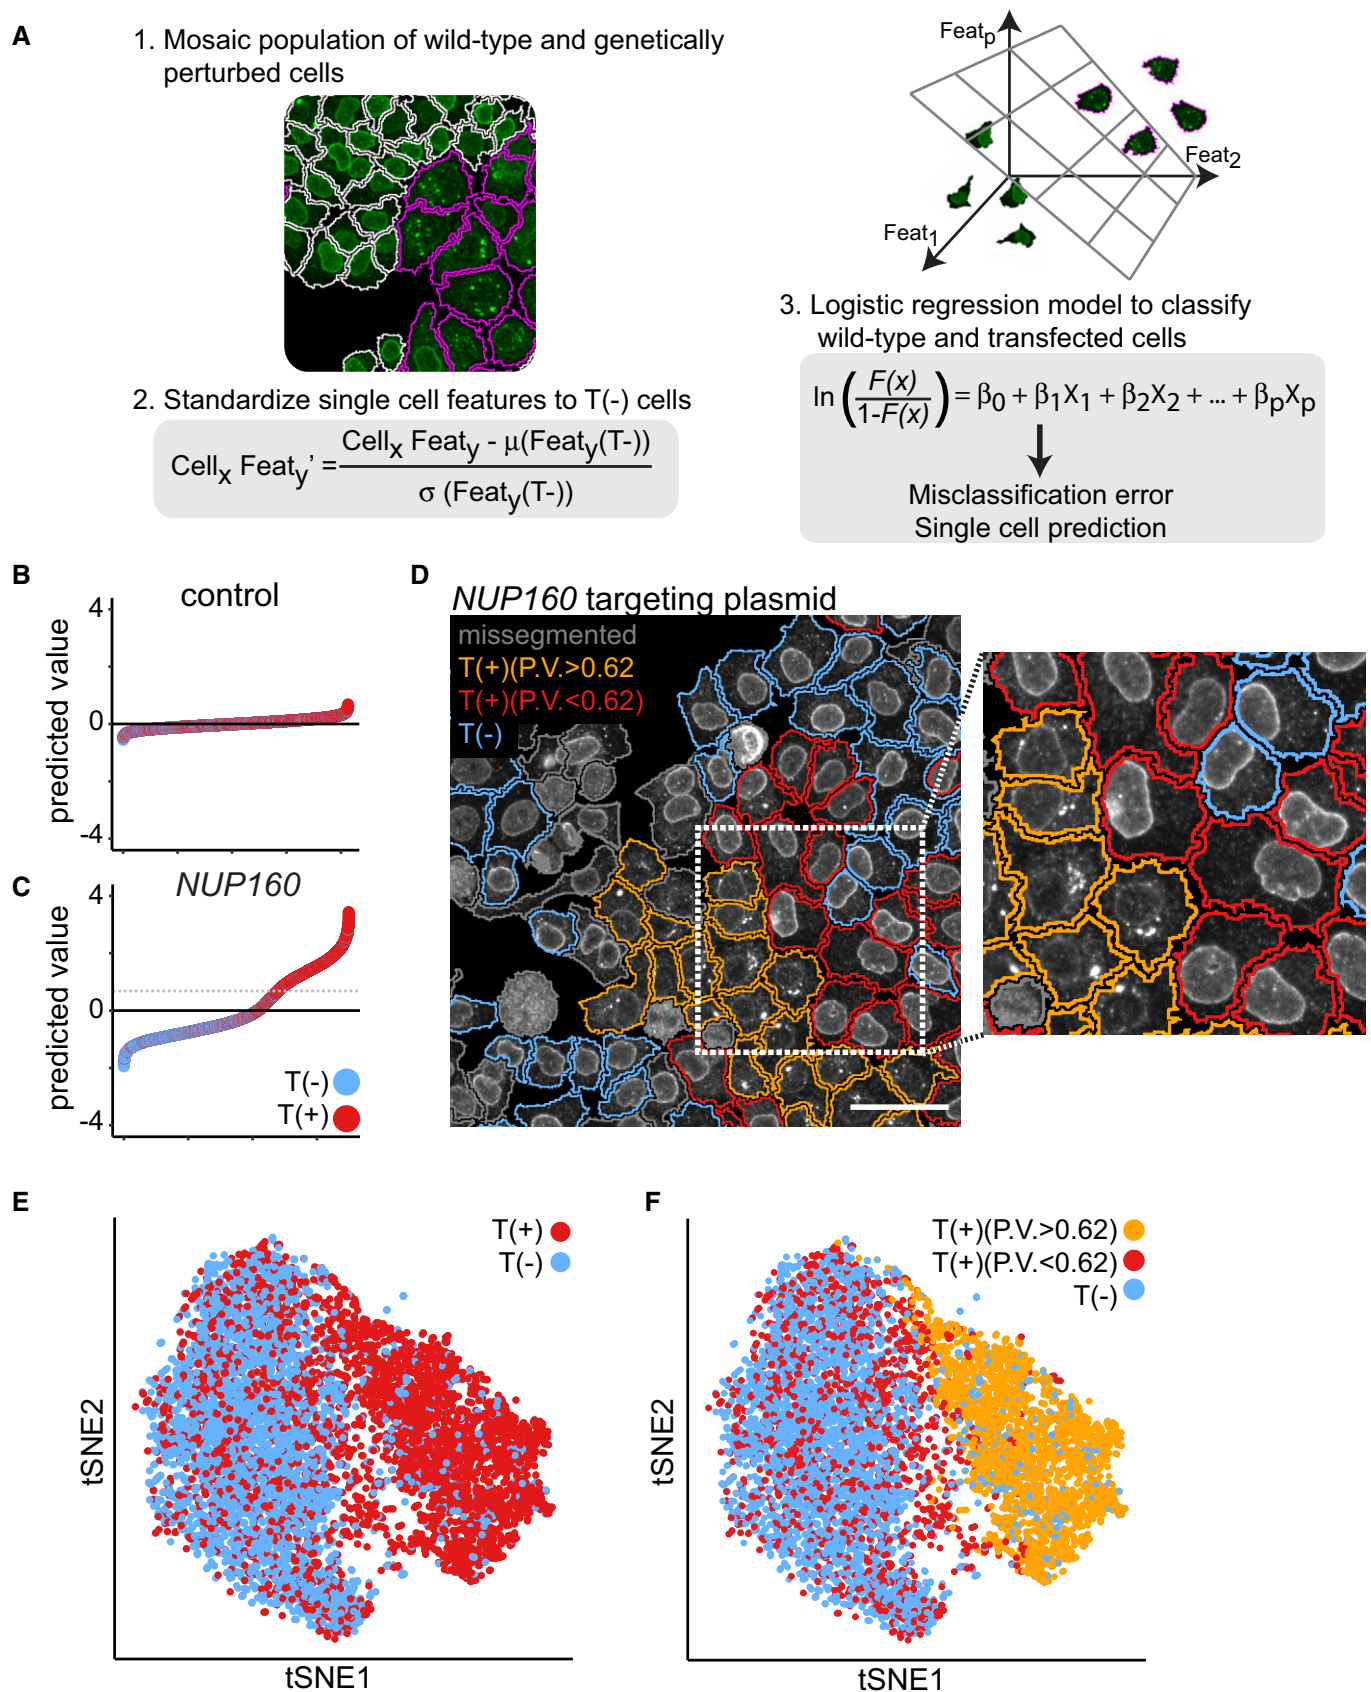 A
1. Mosaic population of wild-type and genetically
perturbed cells
2. Standardize single cell features to T(-) cells
Cellx Featy' = Cellx Featy - μ(Featy(T-))
σ (Featy(T-))
Featp
Feat2
Feat1
3. Logistic regression model to classify
wild-type and transfected cells
ln (F(x) / 1-F(x)) = β0 + β1X1 + β2X2 + ... + βpXp
Misclassification error
Single cell prediction
B
control
4
0
-4
predicted value
C
NUP160
4
0
-4
predicted value
T(-)
T(+)
D
NUP160 targeting plasmid
missegmented
T(+)(P.V.>0.62
T(+)(P.V.<0.62)
T(-)
E
T(+)
T(-)
tSNE2
tSNE1
F
T(+)(P.V.>0.62)
T(+)(P.V.<0.62)
T(-)
tSNE2
tSNE1